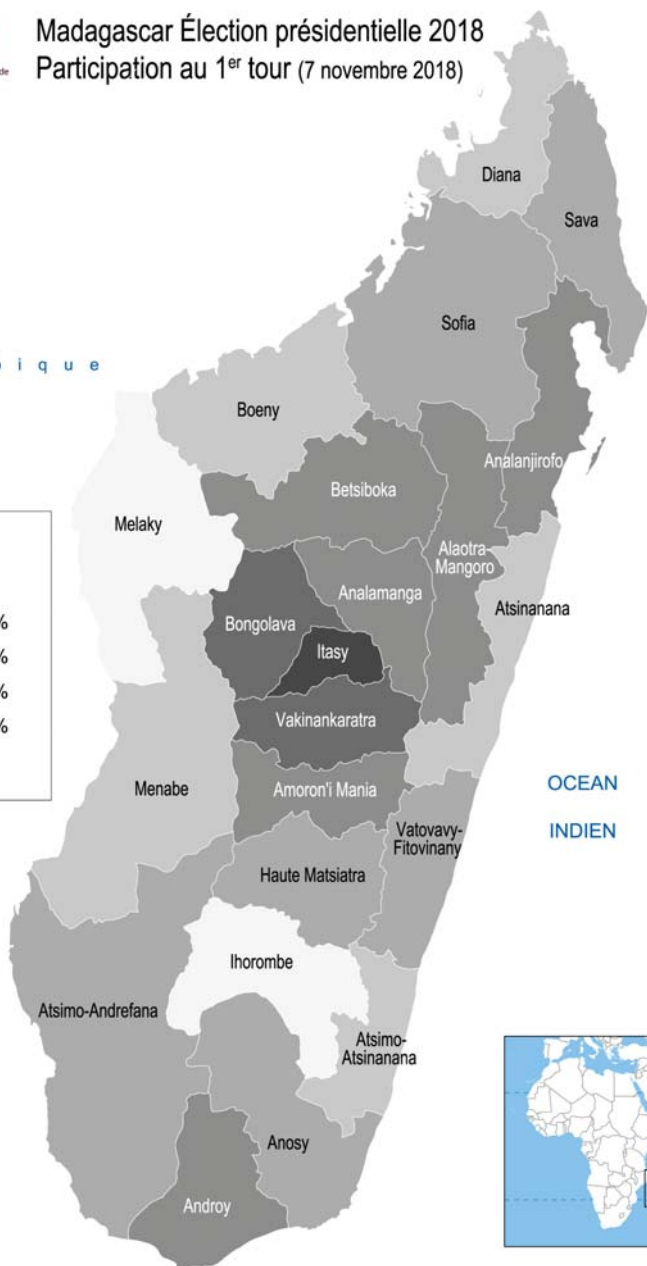 Madagascar Élection présidentielle 2018
de
Participation au 1er tour (7 novembre 2018)
Diana
Sava
Sofia
i q u e
Boeny
Analanjirofo
Betsiboka
Melaky
Alaotra-
Mangoro
Analamanga
Atsinanana
%
Bongolava
%
Itasy
%
Vakinankaratra
%
Menabe
Amoron'i Mania
OCEAN
INDIEN
Vatovavy-
Fitovinany
Haute Matsiatra
Ihorombe
Atsimo-Andrefana
Atsimo-
Atsinanana
Anosy
Androy